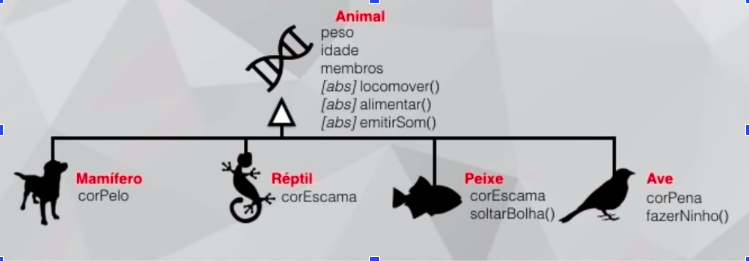 Animal
peso
idade
membros
[abs] locomover()
[abs] alimentar()
[abs] emitirSom()
Mamífero
corPelo
Réptil
corEscama
Peixe
corEscama
soltarBolha()
Ave
corPena
fazerNinho()